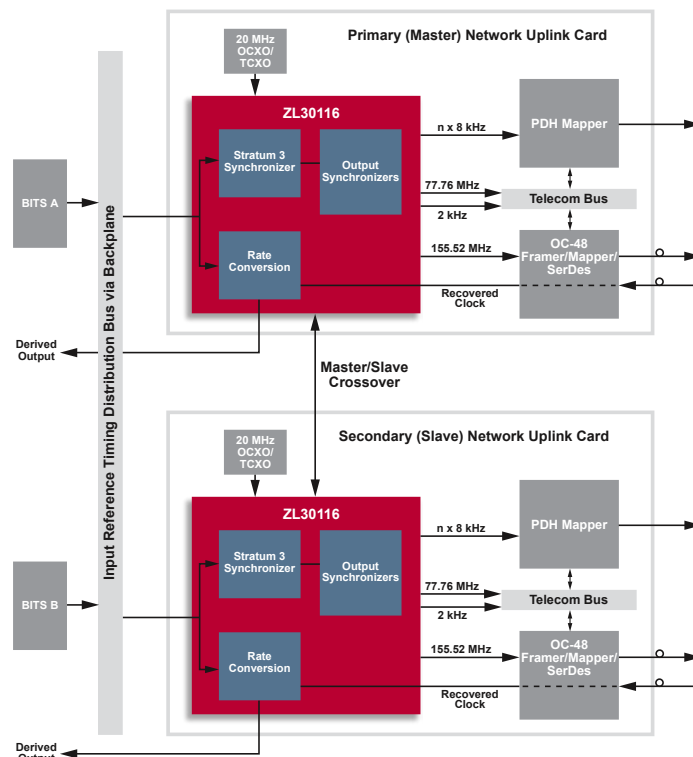 Primary (Master) Network Uplink Card
20 MHz
OCXO/
TCXO
ZL30116
Stratum 3
Synchronizer
Output
Synchronizers
Rate
Conversion
n x 8 kHz
77.76 MHz
2 kHz
155.52 MHz
Recovered
Clock
PDH Mapper
Telecom Bus
OC-48
Framer/Mapper/
SerDes
BITS A
Derived
Output
Input Reference Timing Distribution Bus via Backplane
Master/Slave
Crossover
Secondary (Slave) Network Uplink Card
20 MHz
OCXO/
TCXO
ZL30116
Stratum 3
Synchronizer
Output
Synchronizers
Rate
Conversion
n x 8 kHz
77.76 MHz
2 kHz
155.52 MHz
Recovered
Clock
PDH Mapper
Telecom Bus
OC-48
Framer/Mapper/
SerDes
BITS B
Derived
Output